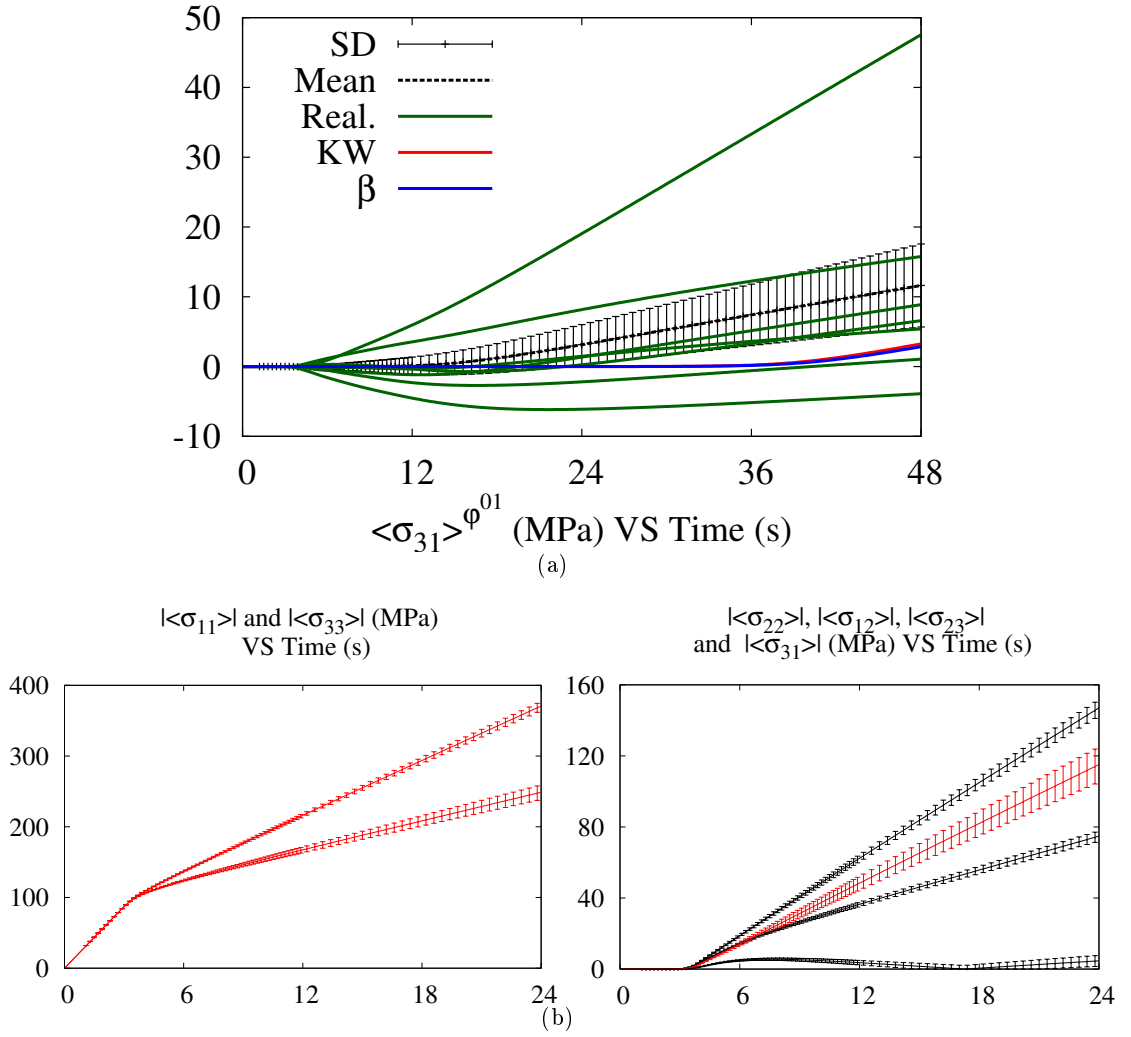 50
40
30
20
10
0
-10
SD
Mean
Real.
KW
β
0 12 24 36 48
<σ31>φ01 (MPa) VS Time (s)
(a)
|<σ11>| and |<σ33>| (MPa)
VS Time (s)
400
300
200
100
0
0 6 12 18 24
|<σ22>|, |<σ12>|, |<σ23>|
and |<σ31>| (MPa) VS Time (s)
160
120
80
40
0
0 6 12 18 24
(b)